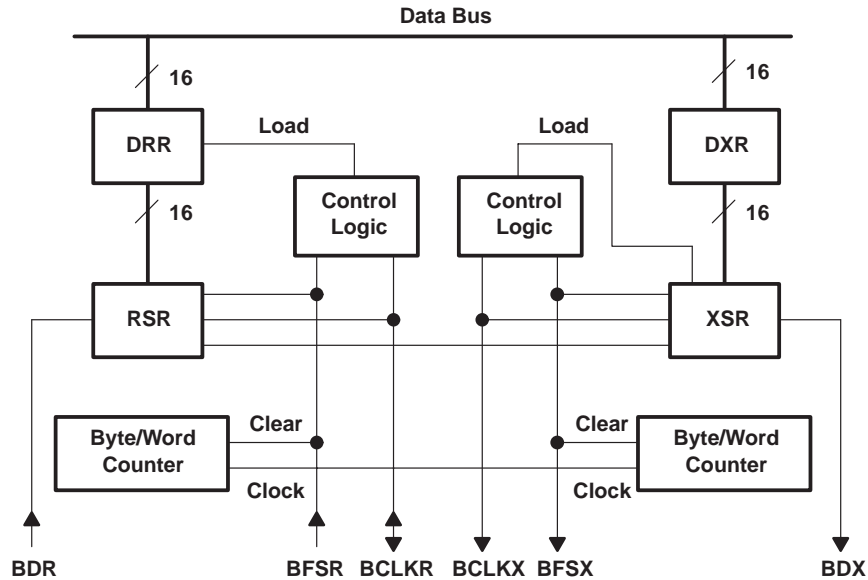 Data Bus
16
16
DRR
Load
Load
DXR
16
Control
Logic
Control
Logic
16
RSR
XSR
Byte/Word
Counter
Clear
Clear
Byte/Word
Counter
Clock
Clock
BDR
BFSR
BCLKR
BCLKX
BFSX
BDX